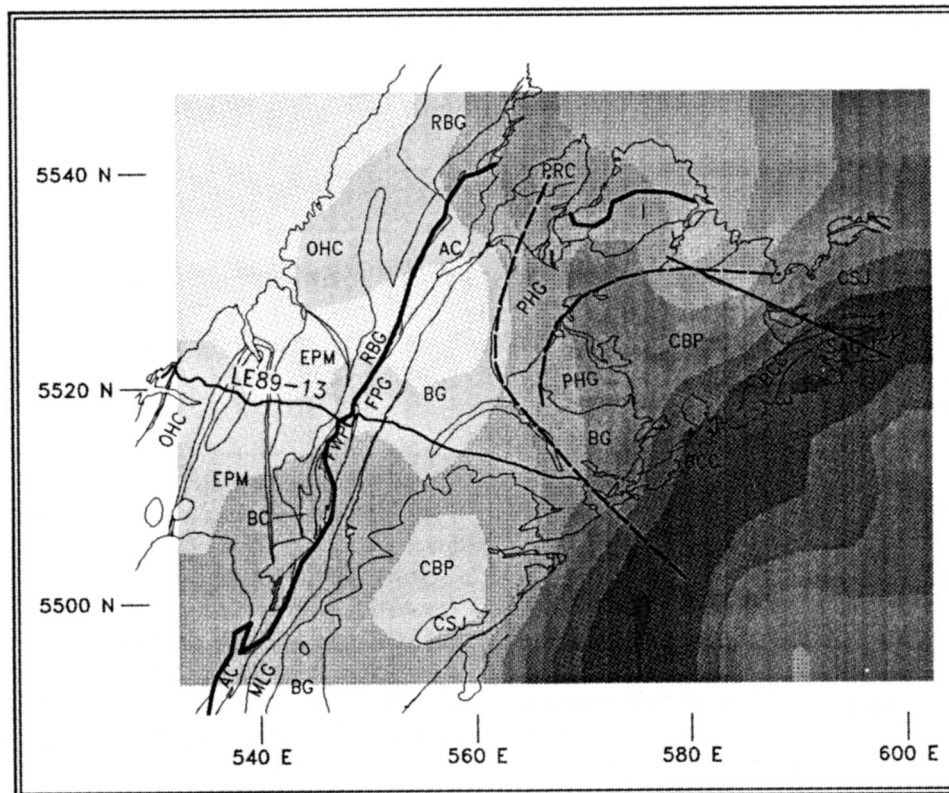 RBG
5540 N
PRC
I
OHC
AC
PHG
CSJ
RBG
EPM
CBP
LE89-13
5520 N
FPG
BG
PHG
OHC
BG
EPM
BCC
BC
CBP
5500 N
CSJ
AC
MLG
BG
540 E
560 E
580 E
600 E